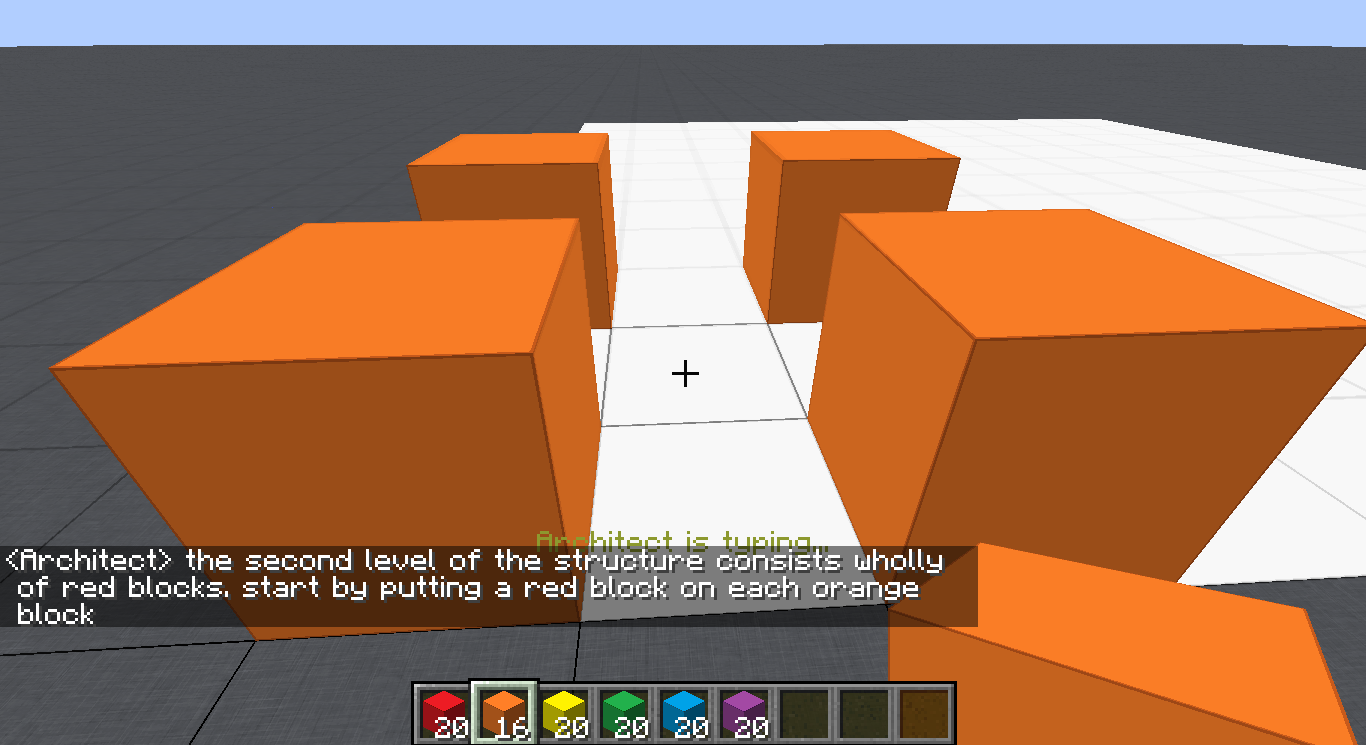 Architect is typing...
<Architect> the second level of the structure consists wholly
of red blocks. start by putting a red block on each orange
block
20 16 20 20 20 20